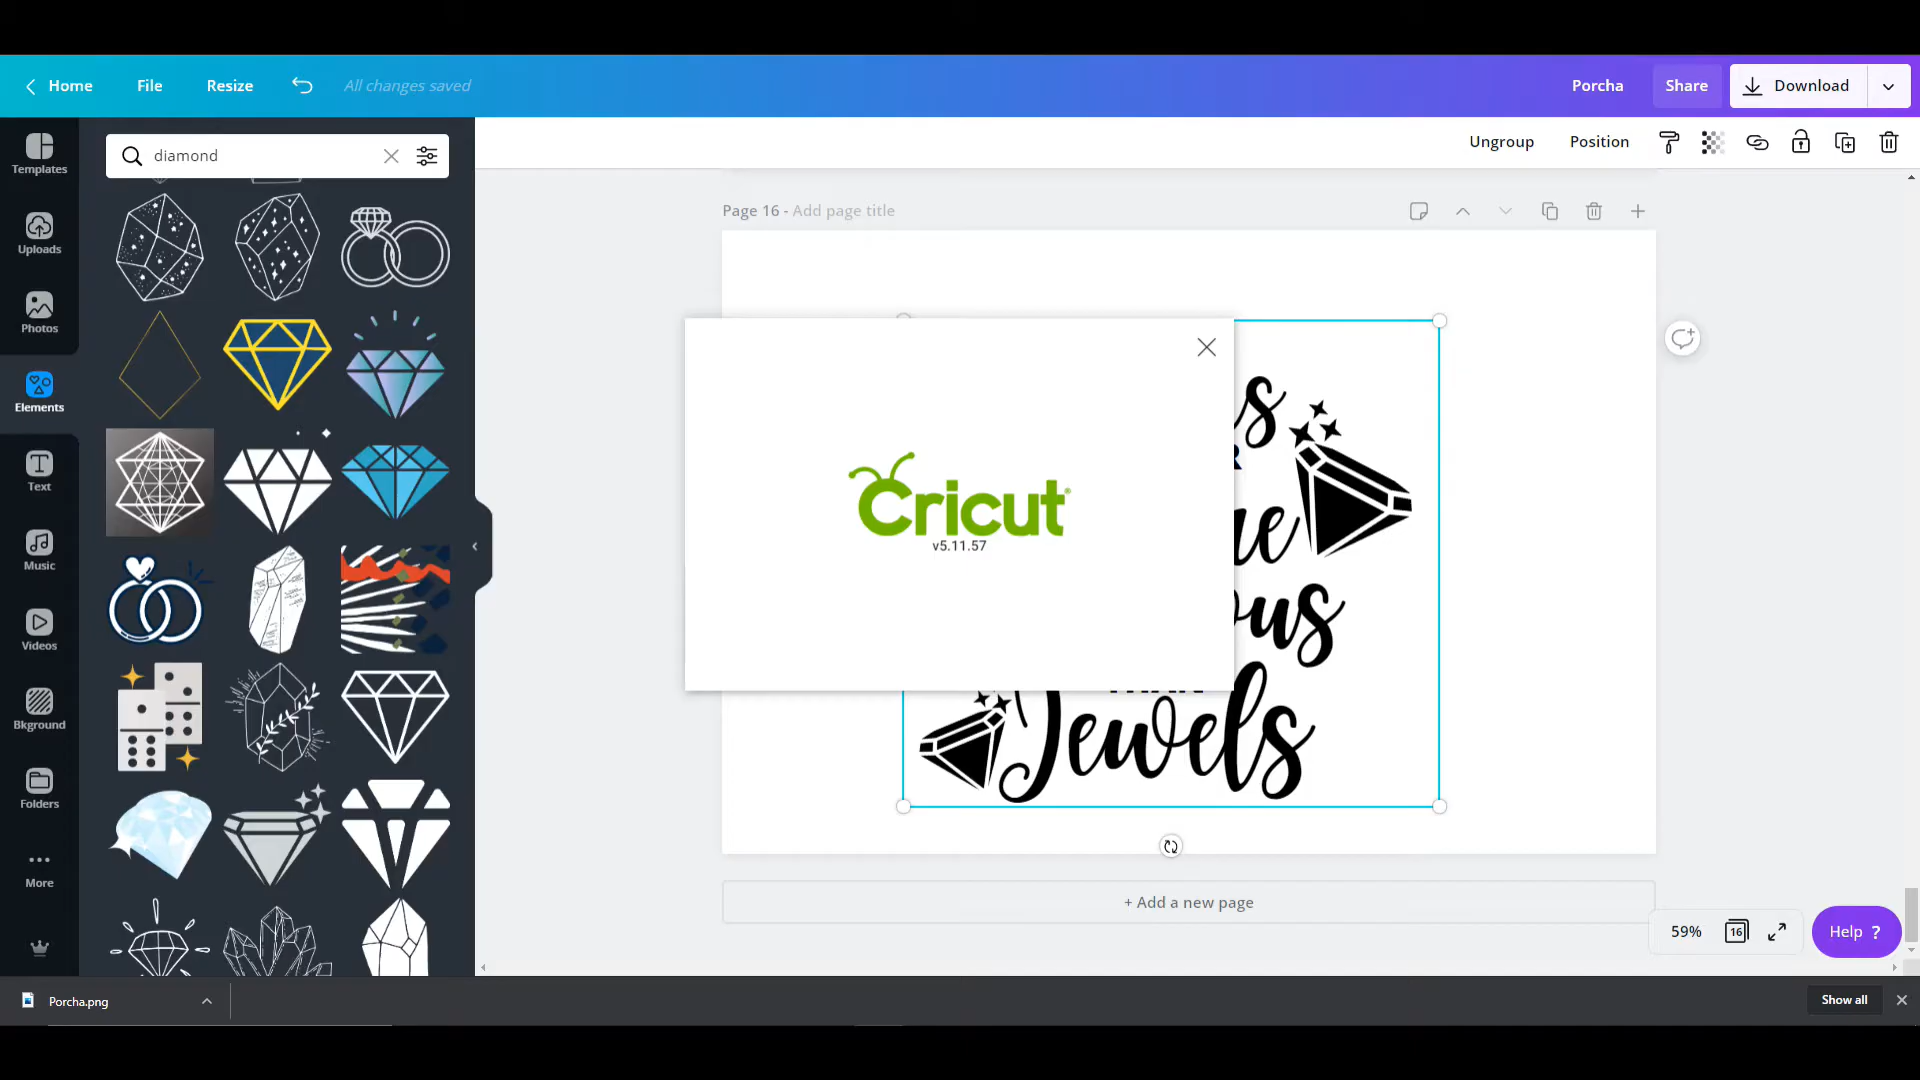 Home File Resize All changes saved Porcha Share Download
diamond
Ungroup Position
Templates
Uploads
Photos
Elements
Text
Music
Videos
Bkground
Folders
More
Page 16 - Add page title
Cricut
v5.11.57
Jewels
+ Add a new page
59% 16 Help ?
Porcha.png
Show all